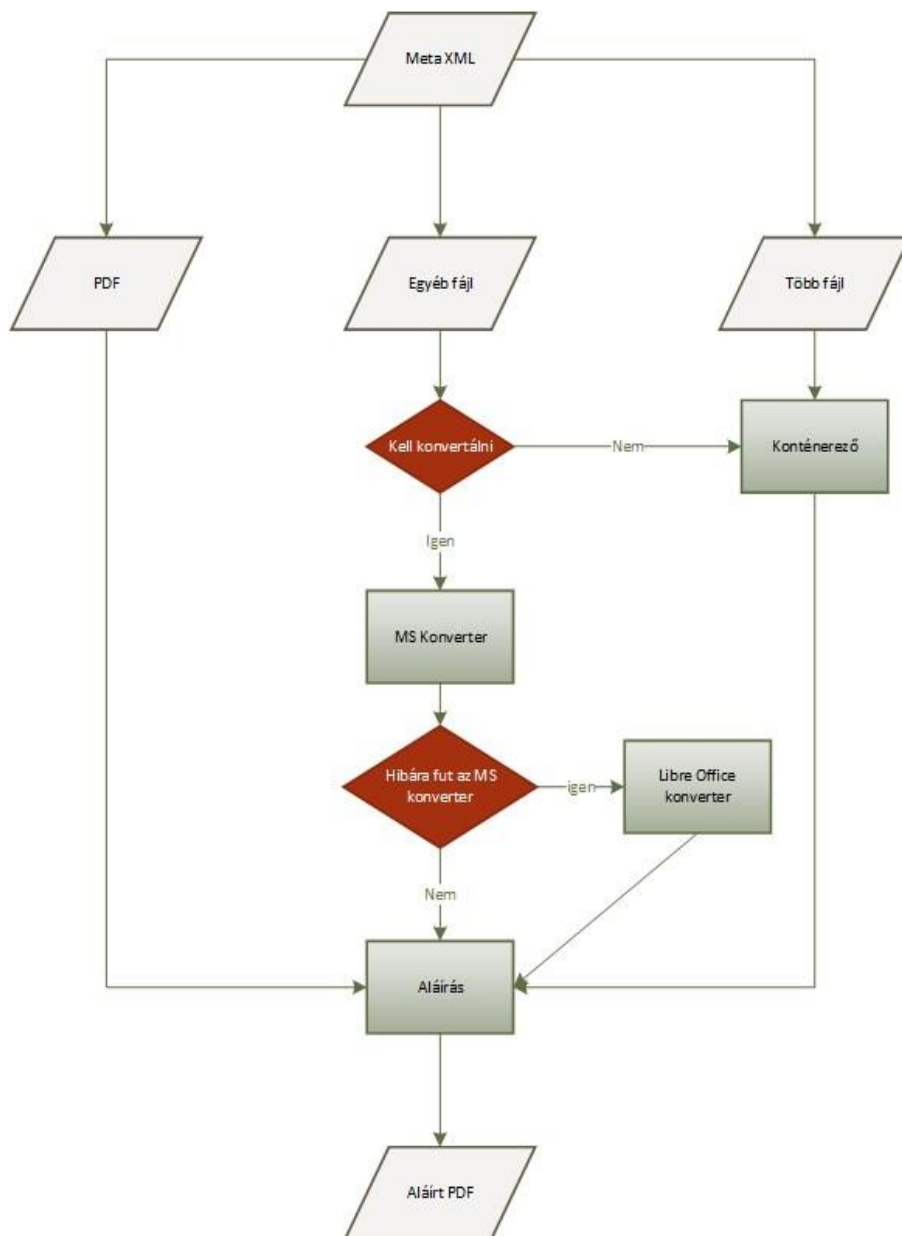 Meta XML
PDF
Egyéb fájl
Több fájl
Kell konvertálni
Nem
Konténerező
Igen
MS Konverter
Hibára fut az MS
konverter
igen
Libre Office
konverter
Nem
Aláírás
Aláírt PDF